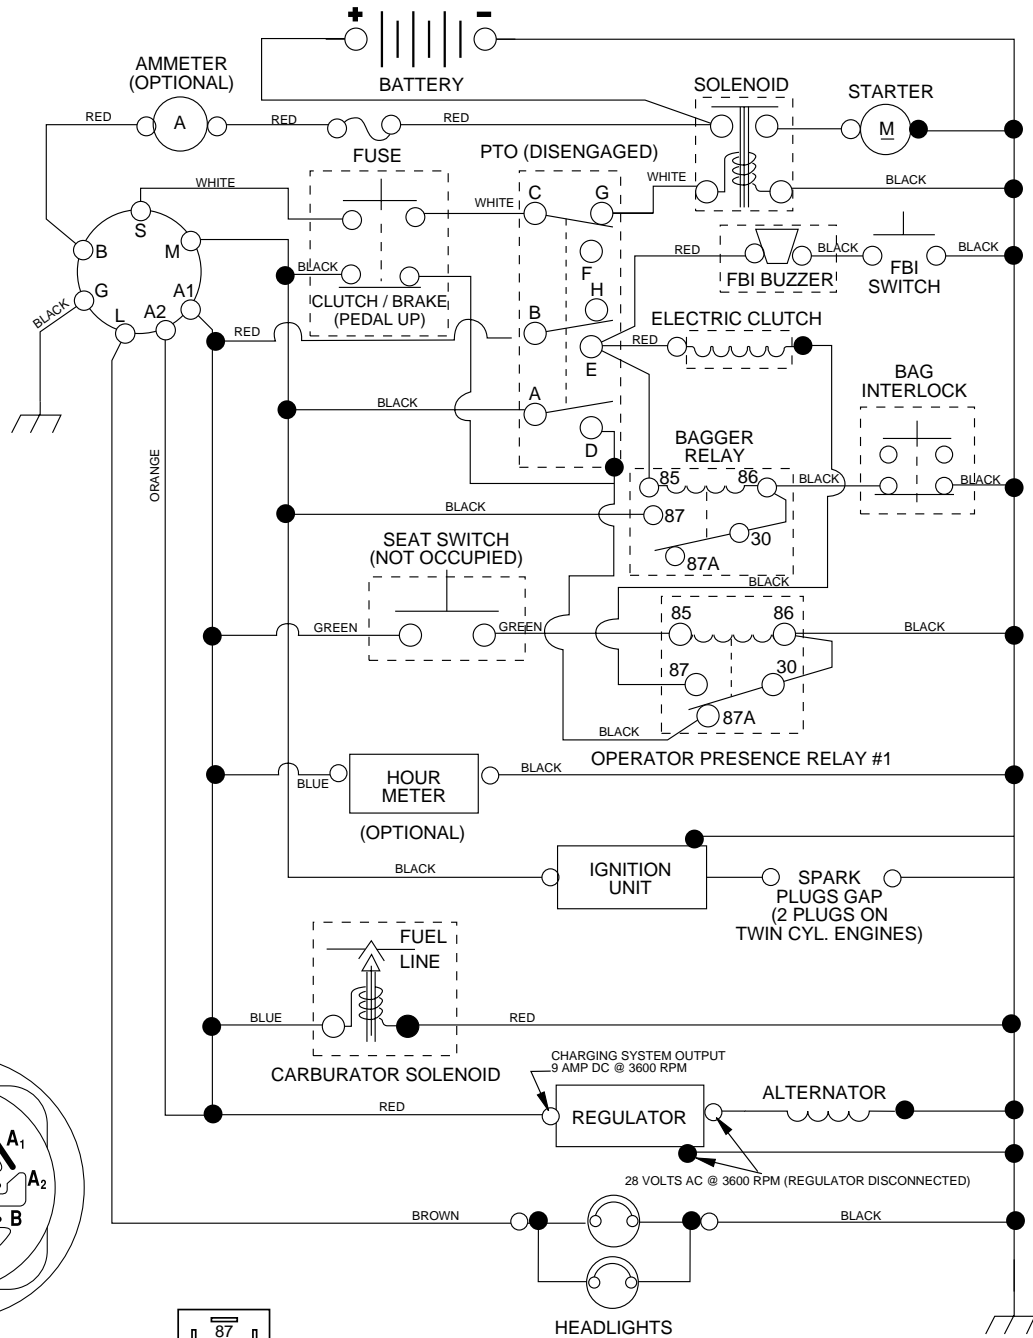 +
-
BATTERY
AMMETER
(OPTIONAL)
SOLENOID
STARTER
RED
A
RED
RED
M
FUSE
PTO (DISENGAGED)
WHITE
C
G
WHITE
WHITE
BLACK
S
B
M
F
RED
BLACK
BLACK
FBI BUZZER
FBI
SWITCH
BLACK
H
G
A1
A2
L
CLUTCH / BRAKE
(PEDAL UP)
BLACK
RED
B
ELECTRIC CLUTCH
RED
E
BAG
INTERLOCK
A
BLACK
D
BAGGER
RELAY
ORANGE
85
86
BLACK
BLACK
BLACK
87
30
SEAT SWITCH
(NOT OCCUPIED)
87A
BLACK
85
86
GREEN
GREEN
BLACK
87
30
87A
BLACK
OPERATOR PRESENCE RELAY #1
BLUE
HOUR
METER
BLACK
(OPTIONAL)
BLACK
IGNITION
UNIT
SPARK
PLUGS GAP
(2 PLUGS ON
TWIN CYL. ENGINES)
FUEL
LINE
BLUE
RED
CARBURATOR SOLENOID
CHARGING SYSTEM OUTPUT
9 AMP DC @ 3600 RPM
ALTERNATOR
RED
REGULATOR
28 VOLTS AC @ 3600 RPM (REGULATOR DISCONNECTED)
A1
A2
B
BROWN
BLACK
HEADLIGHTS
87